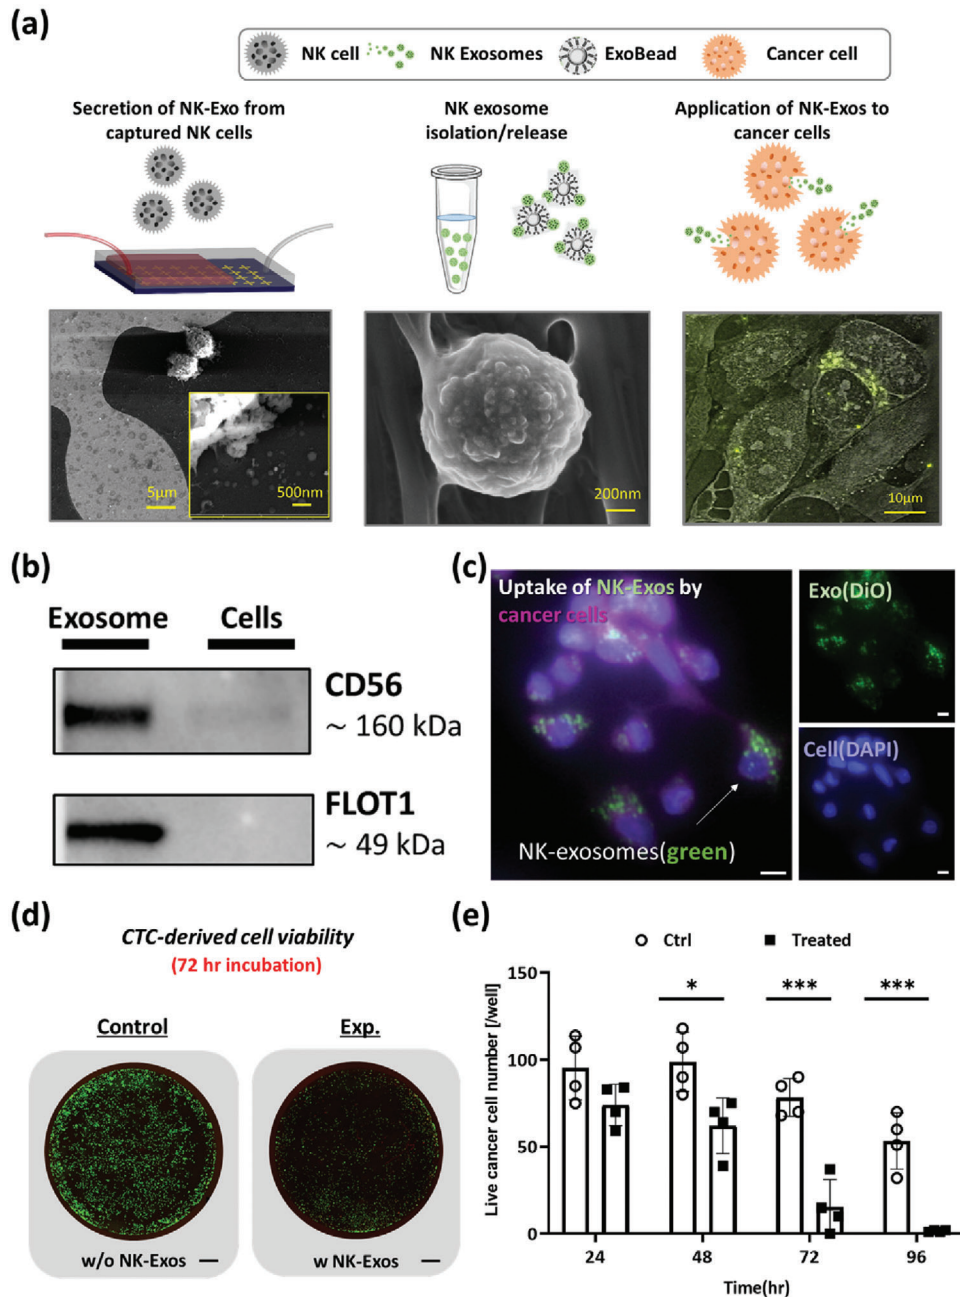 (a)
NK cell
NK Exosomes
ExoBead
Cancer cell
Secretion of NK-Exo from
captured NK cells
NK exosome
isolation/release
Application of NK-Exos to
cancer cells
5μm
500nm
200nm
10μm
(b)
Exosome
Cells
CD56
~ 160 kDa
FLOT1
~ 49 kDa
(c)
Uptake of NK-Exos by
cancer cells
NK-exosomes(green)
Exo(DiO)
Cell(DAPI)
(d)
CTC-derived cell viability
(72 hr incubation)
Control
Exp.
w/o NK-Exos
w NK-Exos
(e)
Ctrl
Treated
150
100
50
0
Live cancer cell number [/well]
*
***
***
24
48
72
96
Time(hr)